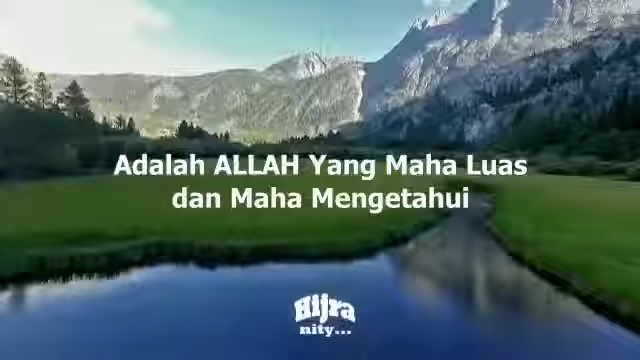 Adalah ALLAH Yang Maha Luas
dan Maha Mengetahui
Hijra
nity...